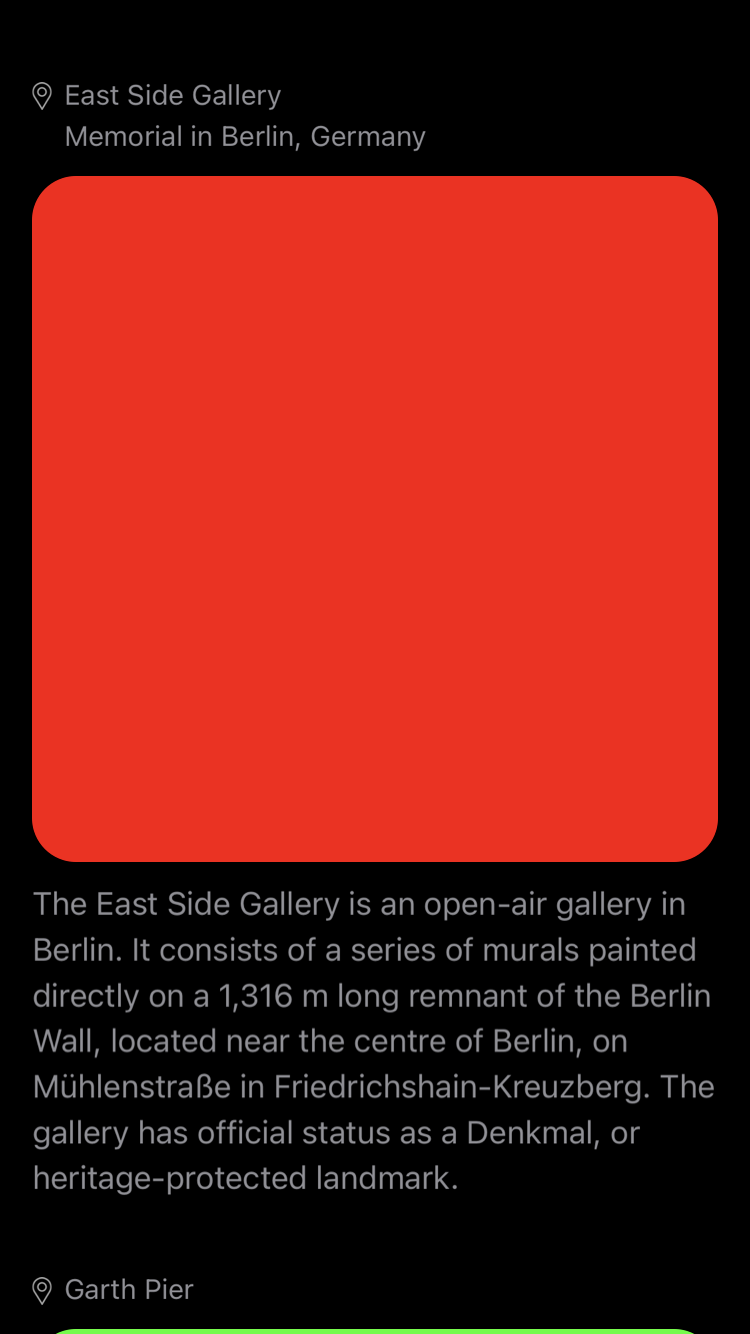 East Side Gallery
Memorial in Berlin, Germany
The East Side Gallery is an open-air gallery in
Berlin. It consists of a series of murals painted
directly on a 1,316 m long remnant of the Berlin
Wall, located near the centre of Berlin, on
Mühlenstraße in Friedrichshain-Kreuzberg. The
gallery has official status as a Denkmal, or
heritage-protected landmark.
Garth Pier